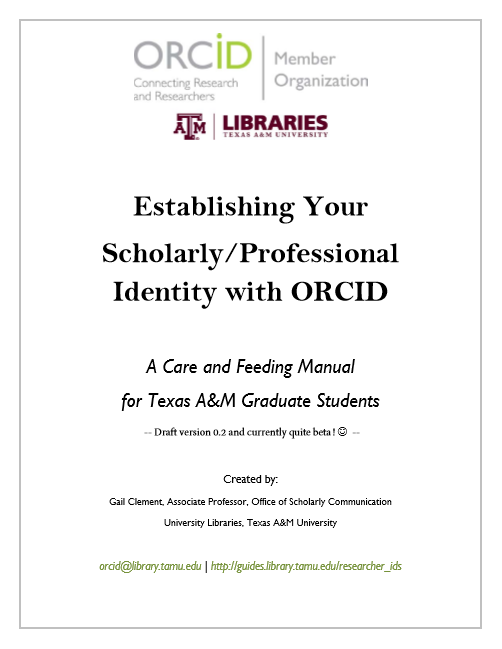 ORCiD
Connecting Research
and Researchers
Member
Organization
ATM | LIBRARIES
TEXAS A&M UNIVERSITY
Establishing Your
Scholarly/Professional
Identity with ORCID
A Care and Feeding Manual
for Texas A&M Graduate Students
-- Draft version 0.2 and currently quite beta! ☺ --
Created by:
Gail Clement, Associate Professor, Office of Scholarly Communication
University Libraries, Texas A&M University
orcid@library.tamu.edu | http://guides.library.tamu.edu/researcher_ids